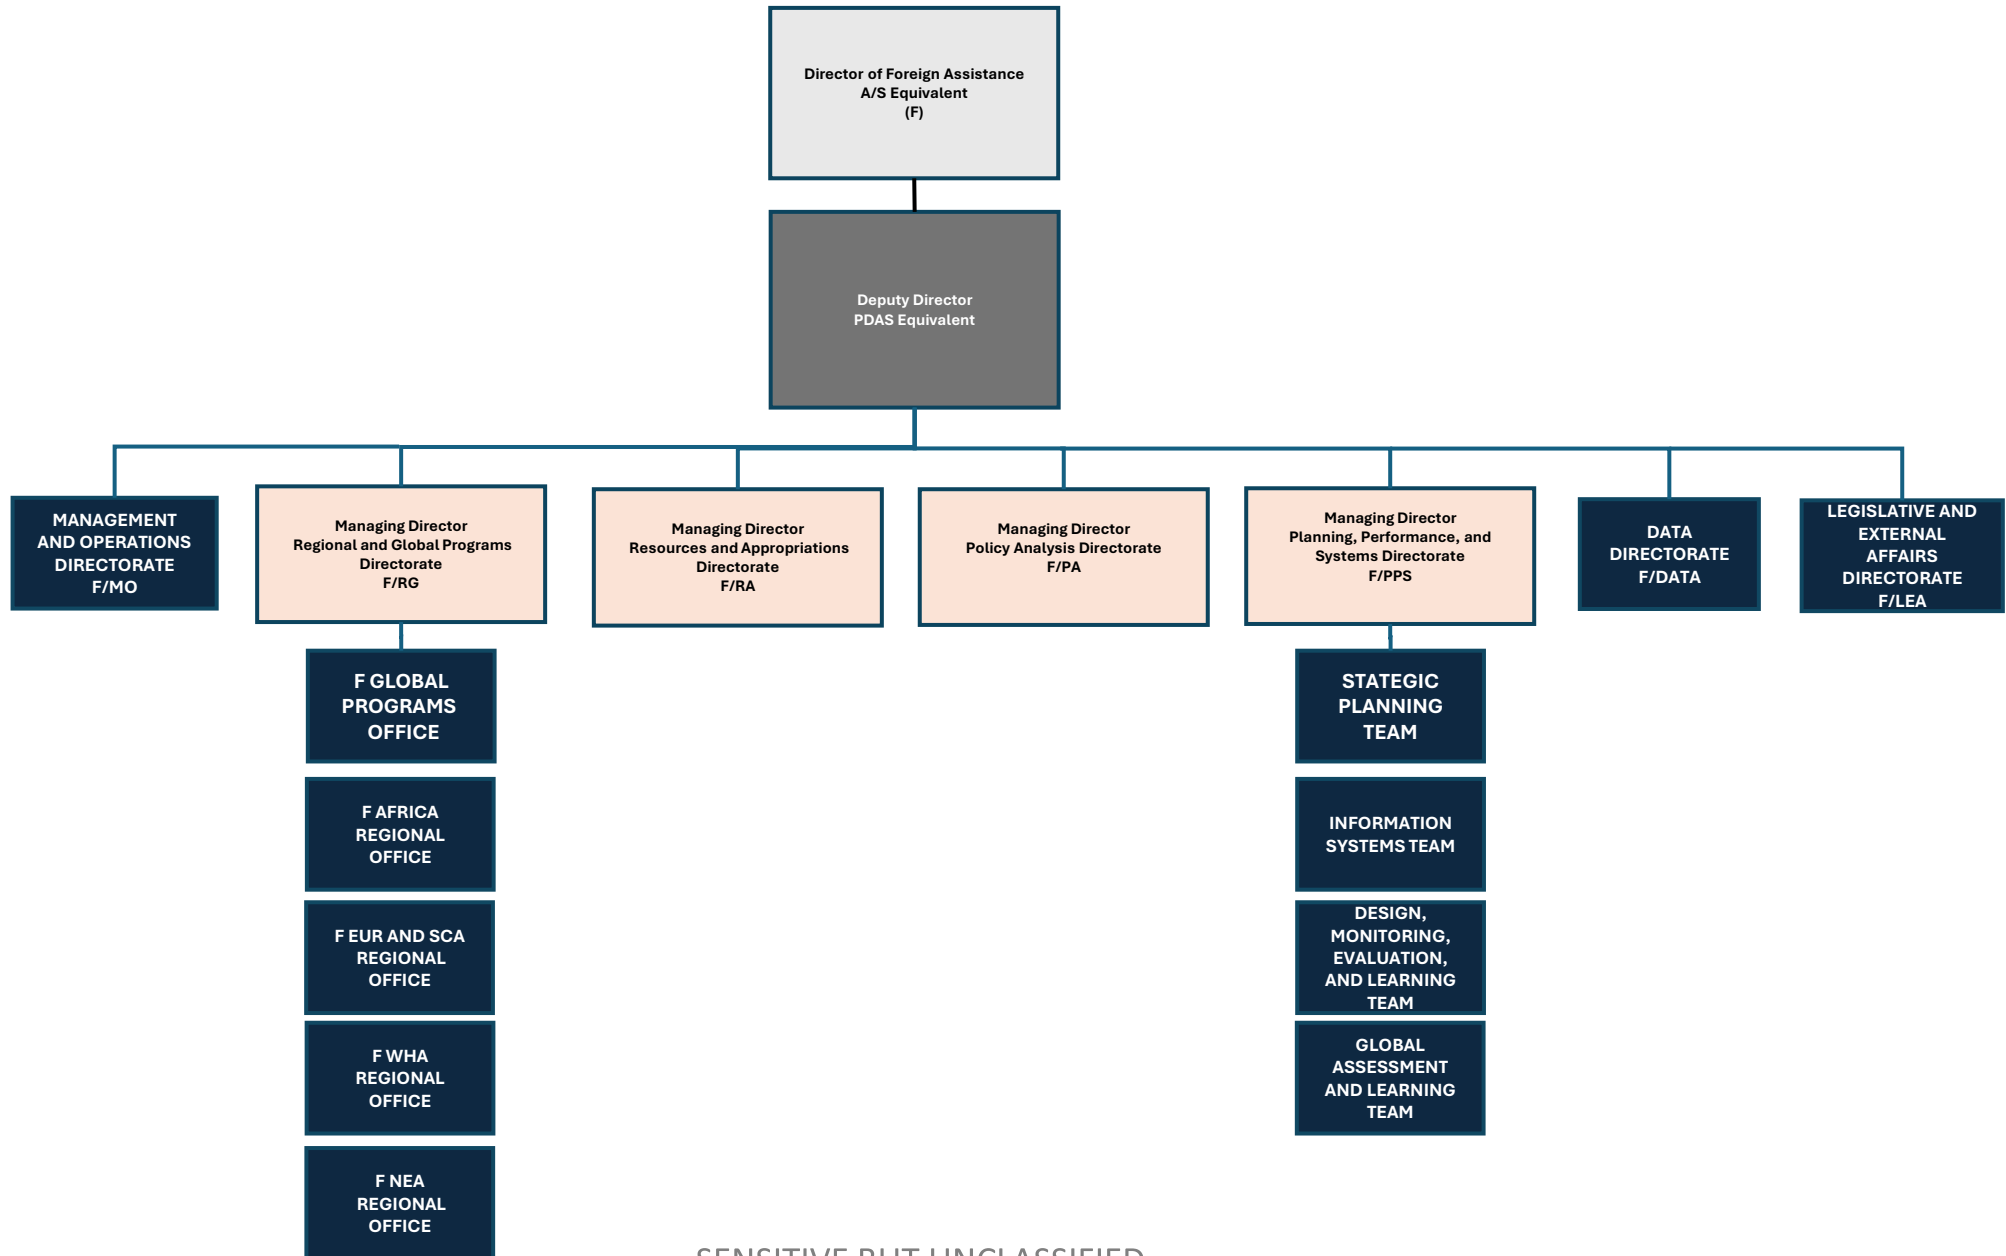 Director of Foreign Assistance
A/S Equivalent
(F)
Deputy Director
PDAS Equivalent
MANAGEMENT
AND OPERATIONS
DIRECTORATE
F/MO
Managing Director
Regional and Global Programs
Directorate
F/RG
Managing Director
Resources and Appropriations
Directorate
F/RA
Managing Director
Policy Analysis Directorate
F/PA
Managing Director
Planning, Performance, and
Systems Directorate
F/PPS
DATA
DIRECTORATE
F/DATA
LEGISLATIVE AND
EXTERNAL
AFFAIRS
DIRECTORATE
F/LEA
F GLOBAL
PROGRAMS
OFFICE
F AFRICA
REGIONAL
OFFICE
F EUR AND SCA
REGIONAL
OFFICE
F WHA
REGIONAL
OFFICE
F NEA
REGIONAL
OFFICE
STATEGIC
PLANNING
TEAM
INFORMATION
SYSTEMS TEAM
DESIGN,
MONITORING,
EVALUATION,
AND LEARNING
TEAM
GLOBAL
ASSESSMENT
AND LEARNING
TEAM
SENSITIVE BUT UNCLASSIFIED